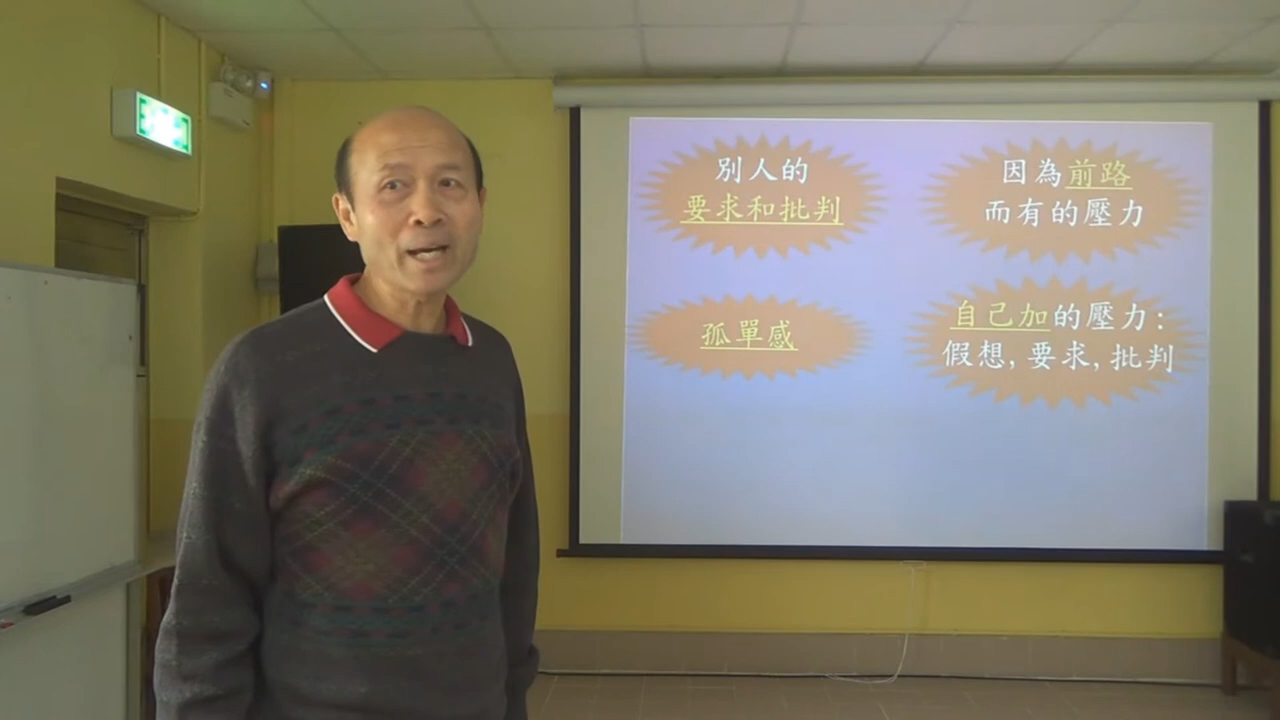 別人的
要求和批判
因為前路
而有的壓力
孤單感
自己加的壓力:
假想,要求,批判